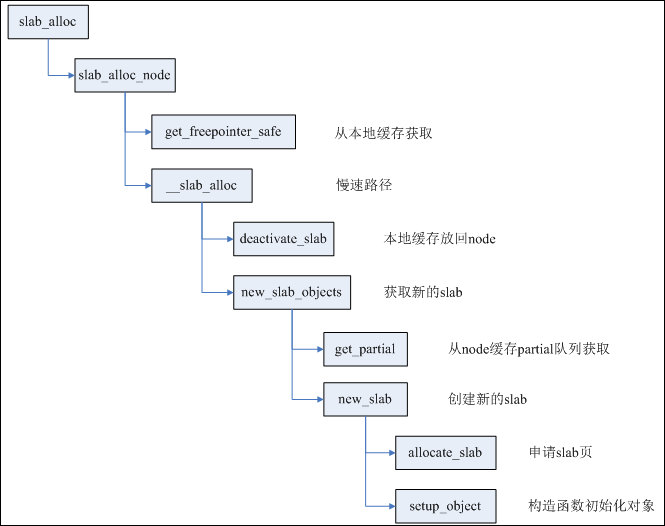 slab_alloc
slab_alloc_node
get_freepointer_safe 从本地缓存获取
__slab_alloc 慢速路径
deactivate_slab 本地缓存放回node
new_slab_objects 获取新的slab
get_partial 从node缓存partial队列获取
new_slab 创建新的slab
allocate_slab 申请slab页
setup_object 构造函数初始化对象